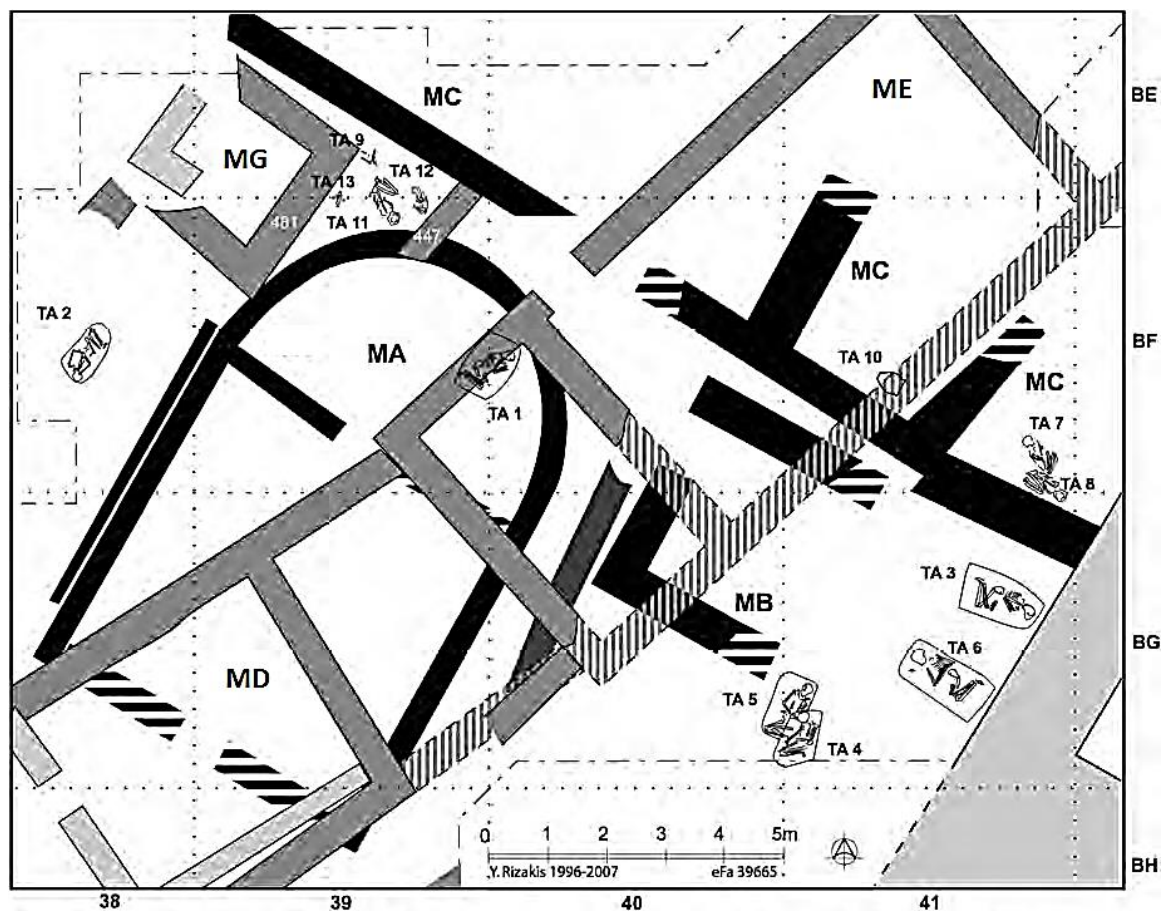 BE
MC
ME
MG
TA 9
TA 12
TA 13
TA 11
481
447
MC
TA 2
MA
TA 10
BF
MC
TA 1
TA 7
TA 8
TA 3
MB
TA 6
BG
MD
TA 5
TA 4
0 1 2 3 4 5m
Y. Rizakis 1996-2007 eFa 39665
BH
38 39 40 41